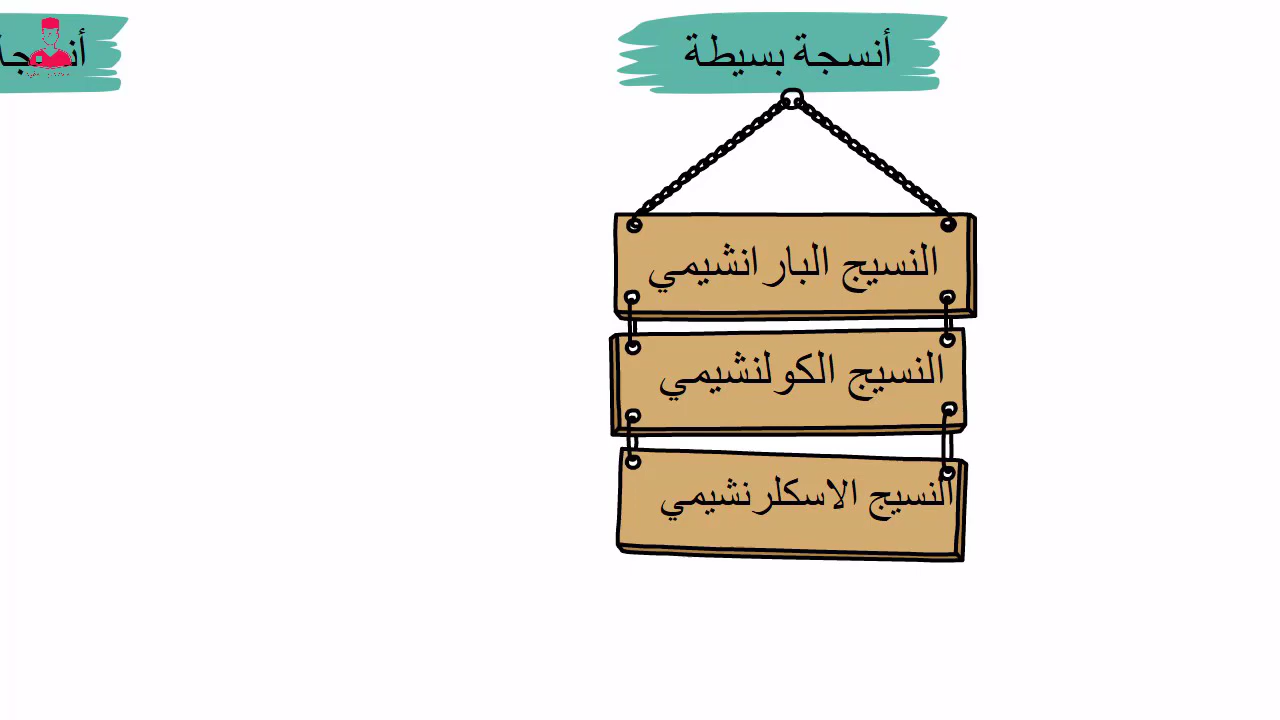 أنسجة بسيطة
النسيج البارانشيمي
النسيج الكولنشيمي
النسيج الاسكلرنشيمي